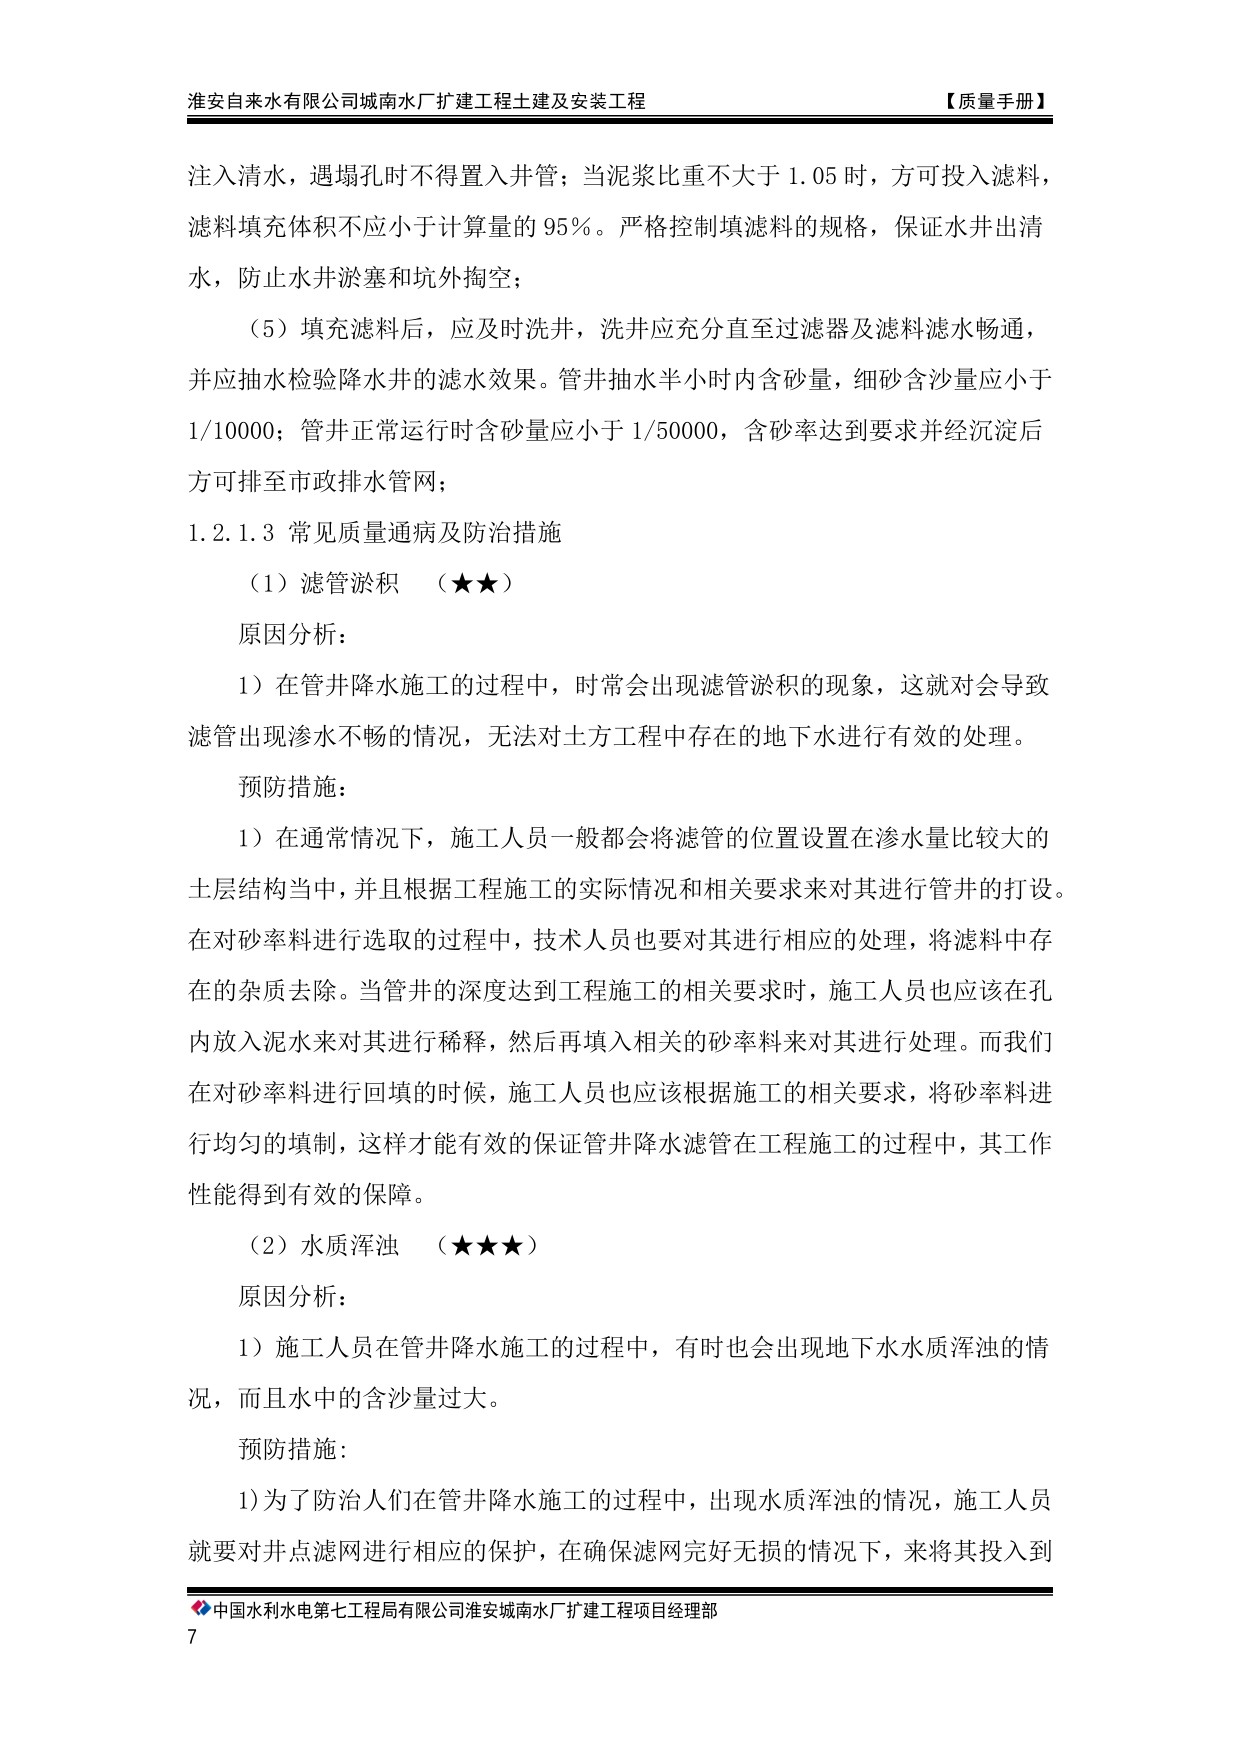 淮安自来水有限公司城南水厂扩建工程土建及安装工程 【质量手册】
注入清水，遇塌孔时不得置入井管；当泥浆比重不大于 1.05 时，方可投入滤料，
滤料填充体积不应小于计算量的 95%。严格控制填滤料的规格，保证水井出清
水，防止水井淤塞和坑外掏空；
（5）填充滤料后，应及时洗井，洗井应充分直至过滤器及滤料滤水畅通，
并应抽水检验降水井的滤水效果。管井抽水半小时内含砂量，细砂含沙量应小于
1/10000；管井正常运行时含砂量应小于 1/50000，含砂率达到要求并经沉淀后
方可排至市政排水管网；
1.2.1.3 常见质量通病及防治措施
（1）滤管淤积 （★★）
原因分析：
1）在管井降水施工的过程中，时常会出现滤管淤积的现象，这就对会导致
滤管出现渗水不畅的情况，无法对土方工程中存在的地下水进行有效的处理。
预防措施：
1）在通常情况下，施工人员一般都会将滤管的位置设置在渗水量比较大的
土层结构当中，并且根据工程施工的实际情况和相关要求来对其进行管井的打设。
在对砂率料进行选取的过程中，技术人员也要对其进行相应的处理，将滤料中存
在的杂质去除。当管井的深度达到工程施工的相关要求时，施工人员也应该在孔
内放入泥水来对其进行稀释，然后再填入相关的砂率料来对其进行处理。而我们
在对砂率料进行回填的时候，施工人员也应该根据施工的相关要求，将砂率料进
行均匀的填制，这样才能有效的保证管井降水滤管在工程施工的过程中，其工作
性能得到有效的保障。
（2）水质浑浊 （★★★）
原因分析：
1）施工人员在管井降水施工的过程中，有时也会出现地下水水质浑浊的情
况，而且水中的含沙量过大。
预防措施:
1)为了防治人们在管井降水施工的过程中，出现水质浑浊的情况，施工人员
就要对井点滤网进行相应的保护，在确保滤网完好无损的情况下，来将其投入到
中国水利水电第七工程局有限公司淮安城南水厂扩建工程项目经理部
7